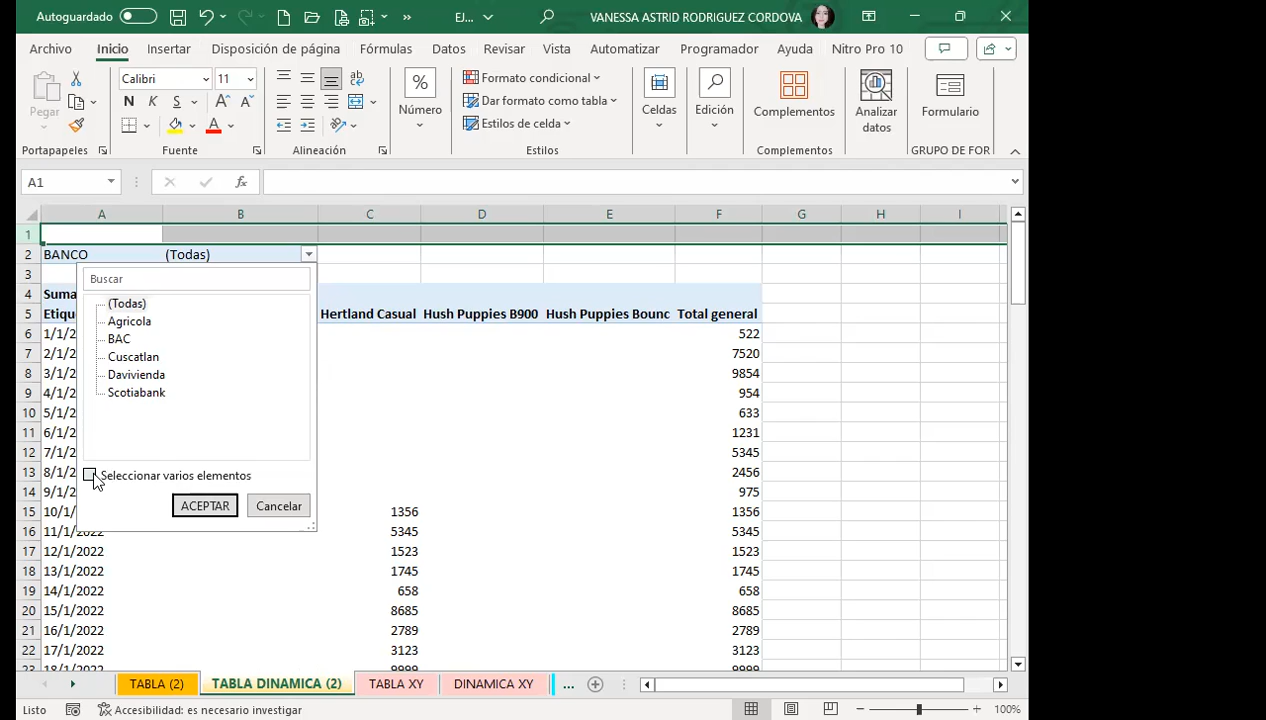 Autoguardado
EJ...
VANESSA ASTRID RODRIGUEZ CORDOVA
Archivo Inicio Insertar Disposición de página Fórmulas Datos Revisar Vista Automatizar Programador Ayuda Nitro Pro 10
Pegar
Calibri 11
N K S
Número
Formato condicional
Dar formato como tabla
Estilos de celda
Celdas
Edición
Complementos
Analizar datos
Formulario
Portapapeles Fuente Alineación Estilos Complementos GRUPO DE FOR
A1 fx
A B C D E F G H I
1
2 BANCO (Todas)
3
4 Suma
5 Etique Hertland Casual Hush Puppies B900 Hush Puppies Bounc Total general
6 1/1/2 522
7 2/1/2 7520
8 3/1/2 9854
9 4/1/2 954
10 5/1/2 633
11 6/1/2 1231
12 7/1/2 5345
13 8/1/2 2456
14 9/1/2 975
15 10/1/ 1356 1356
16 11/1/2022 5345 5345
17 12/1/2022 1523 1523
18 13/1/2022 1745 1745
19 14/1/2022 658 658
20 15/1/2022 8685 8685
21 16/1/2022 2789 2789
22 17/1/2022 3123 3123
23 18/1/2022 9999 9999
Buscar
(Todas)
Agricola
BAC
Cuscatlan
Davivienda
Scotiabank
Seleccionar varios elementos
ACEPTAR Cancelar
TABLA (2) TABLA DINAMICA (2) TABLA XY DINAMICA XY ...
Listo Accesibilidad: es necesario investigar 100%